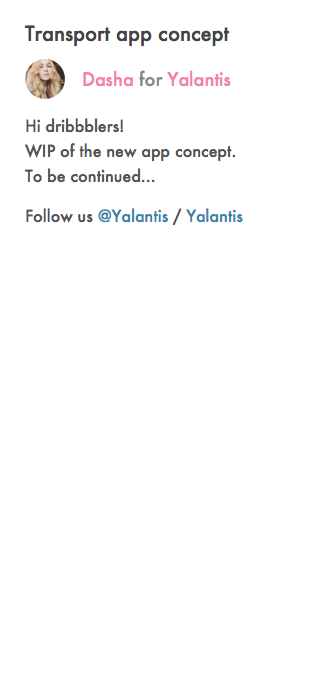 Transport app concept
Dasha for Yalantis
Hi dribbblers!
WIP of the new app concept.
To be continued...
Follow us @Yalantis / Yalantis